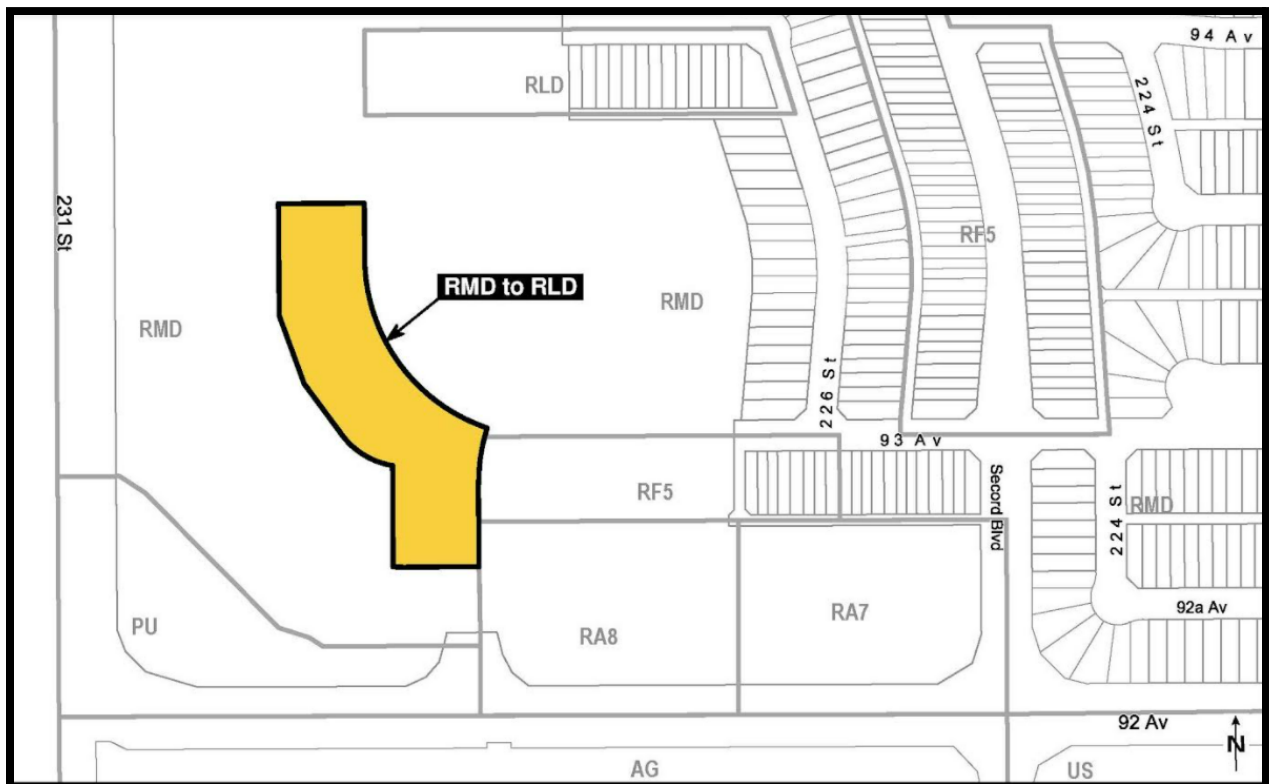 94 Av
RLD
224 St
231 St
RF5
RMD to RLD
RMD
RMD
226 St
93 Av
RF5
Secord Blvd
224 St
RMD
92a Av
RA7
PU
RA8
92 Av
N
AG
US